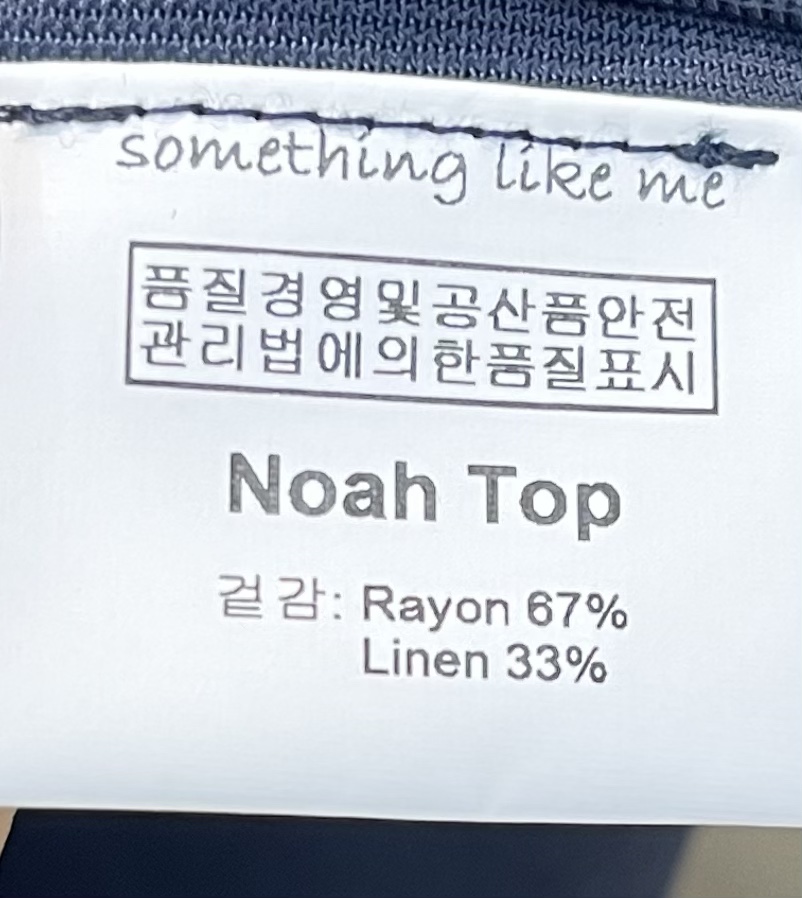 something like me
품질경영및공산품안전
관리법에의한품질표시
Noah Top
겉감: Rayon 67%
Linen 33%